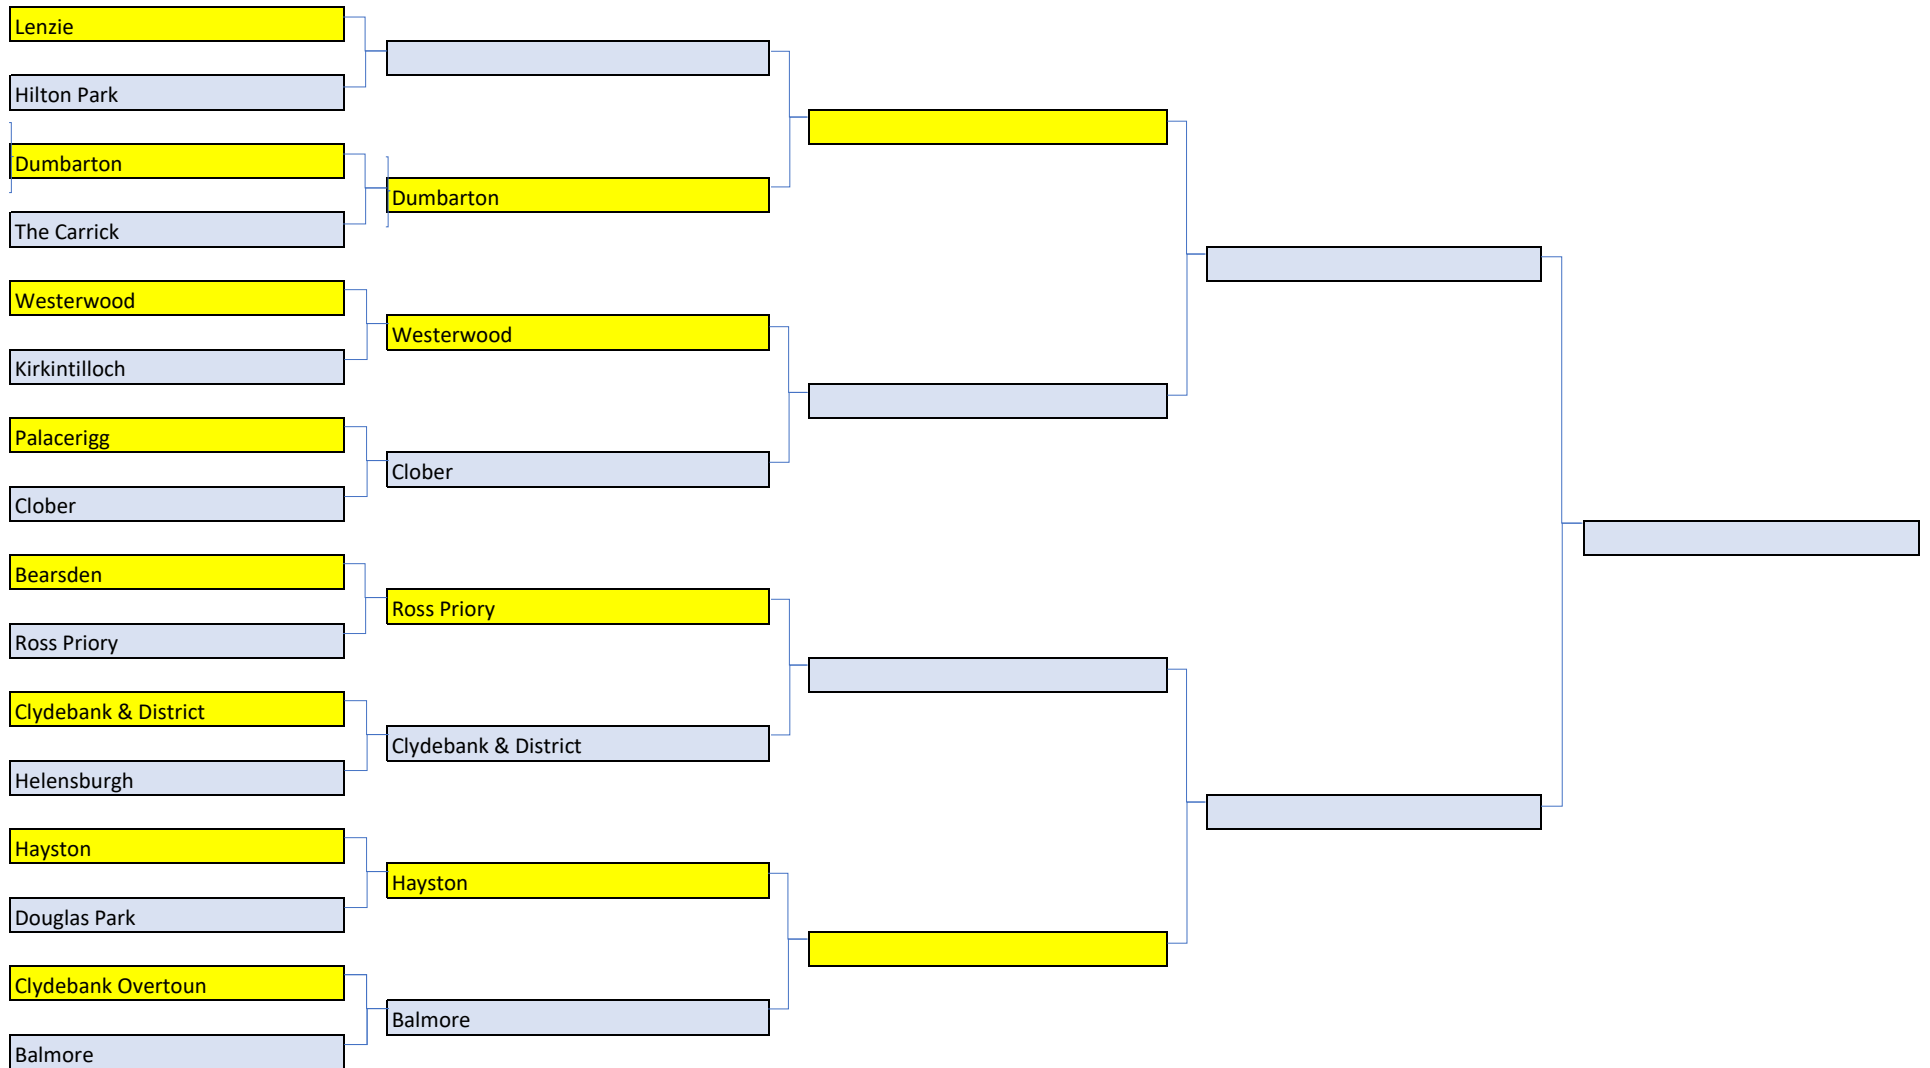 Lenzie
Hilton Park
Dumbarton
The Carrick
Westerwood
Kirkintilloch
Palacerigg
Clober
Bearsden
Ross Priory
Clydebank & District
Helensburgh
Hayston
Douglas Park
Clydebank Overtoun
Balmore
Dumbarton
Westerwood
Clober
Ross Priory
Clydebank & District
Hayston
Balmore